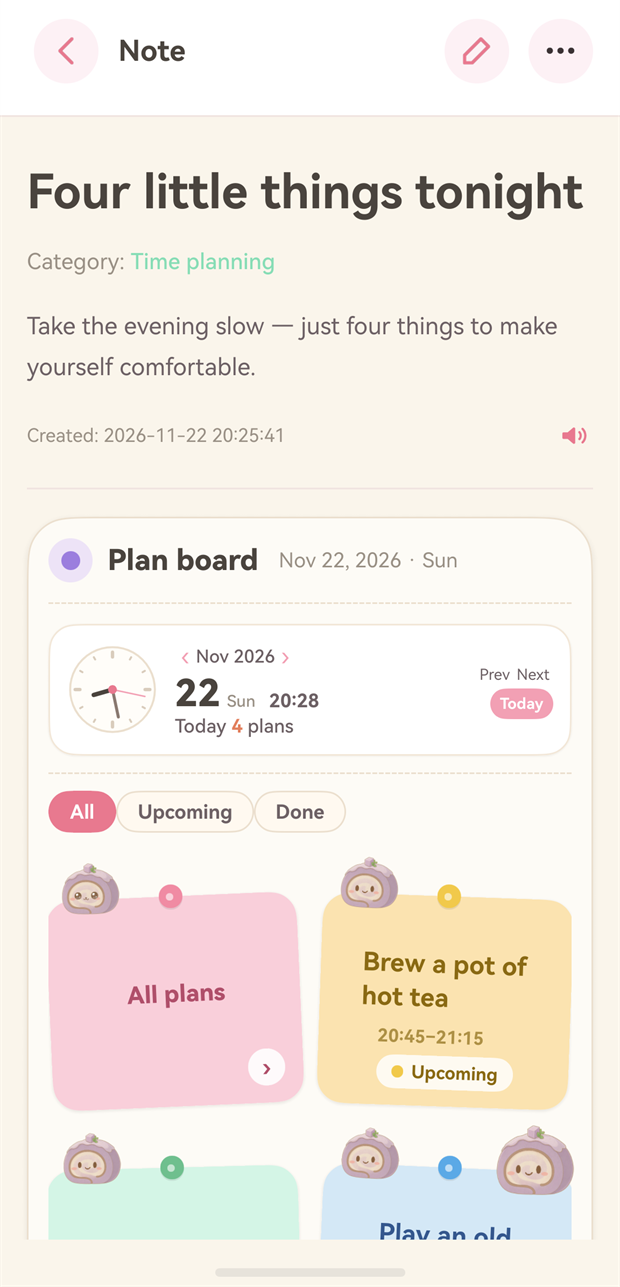 Note
Four little things tonight
Category: Time planning
Take the evening slow — just four things to make
yourself comfortable.
Created: 2026-11-22 20:25:41
Plan board Nov 22, 2026 · Sun
‹ Nov 2026 ›
22 Sun 20:28
Today 4 plans
Prev Next
Today
All Upcoming Done
All plans
›
Brew a pot of
hot tea
20:45–21:15
Upcoming
Play an old